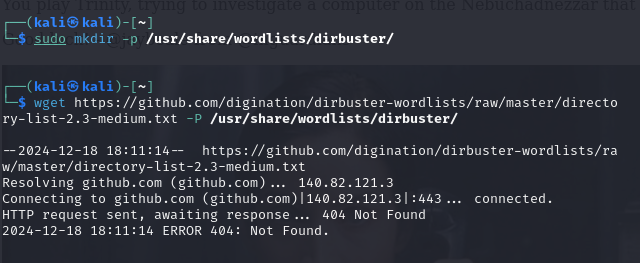 You play Trinity, trying to investigate a computer on the Nebuchadnezzar that
┌──(kali㉿kali)-[~]
└─$ sudo mkdir -p /usr/share/wordlists/dirbuster/
┌──(kali㉿kali)-[~]
└─$ wget https://github.com/digination/dirbuster-wordlists/raw/master/directo
ry-list-2.3-medium.txt -P /usr/share/wordlists/dirbuster/
--2024-12-18 18:11:14-- https://github.com/digination/dirbuster-wordlists/ra
w/master/directory-list-2.3-medium.txt
Resolving github.com (github.com)... 140.82.121.3
Connecting to github.com (github.com)|140.82.121.3|:443... connected.
HTTP request sent, awaiting response... 404 Not Found
2024-12-18 18:11:14 ERROR 404: Not Found.